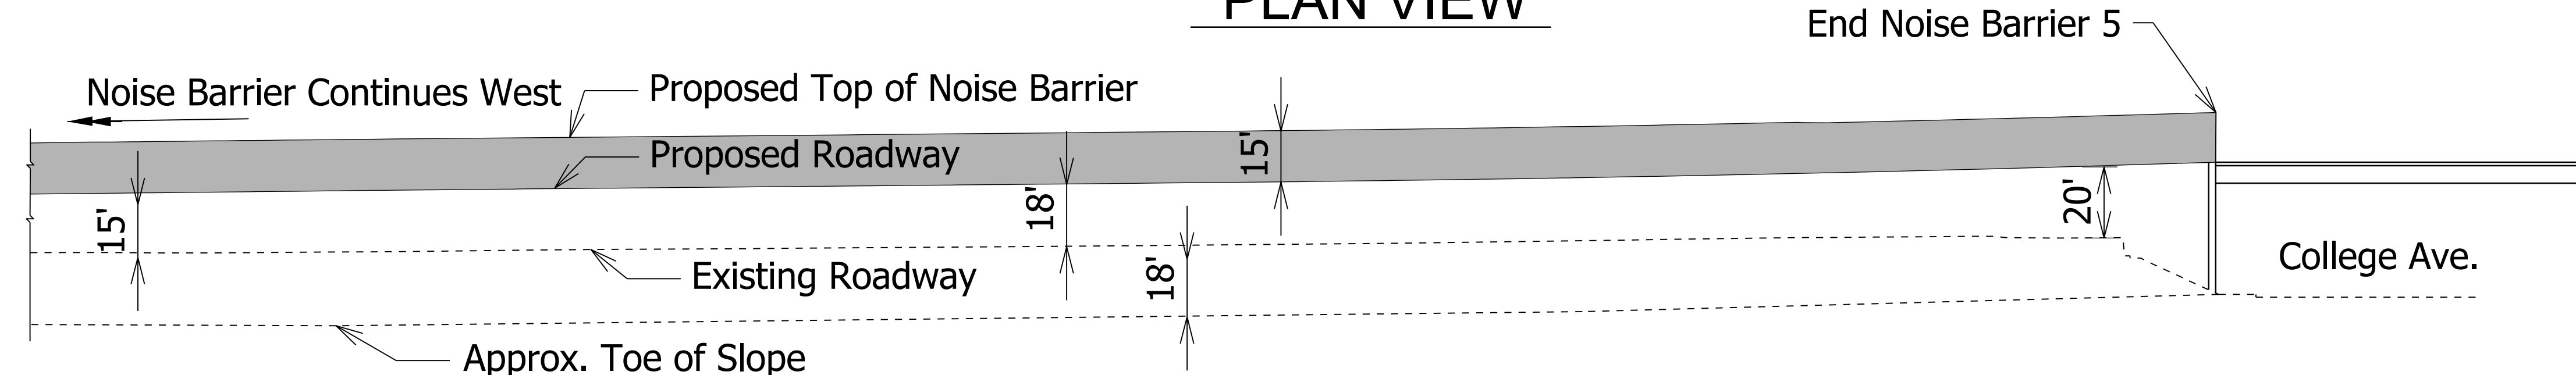 PLAN VIEW
End Noise Barrier 5
Noise Barrier Continues West
Proposed Top of Noise Barrier
Proposed Roadway
15'
15'
18'
20'
18'
Existing Roadway
College Ave.
Approx. Toe of Slope